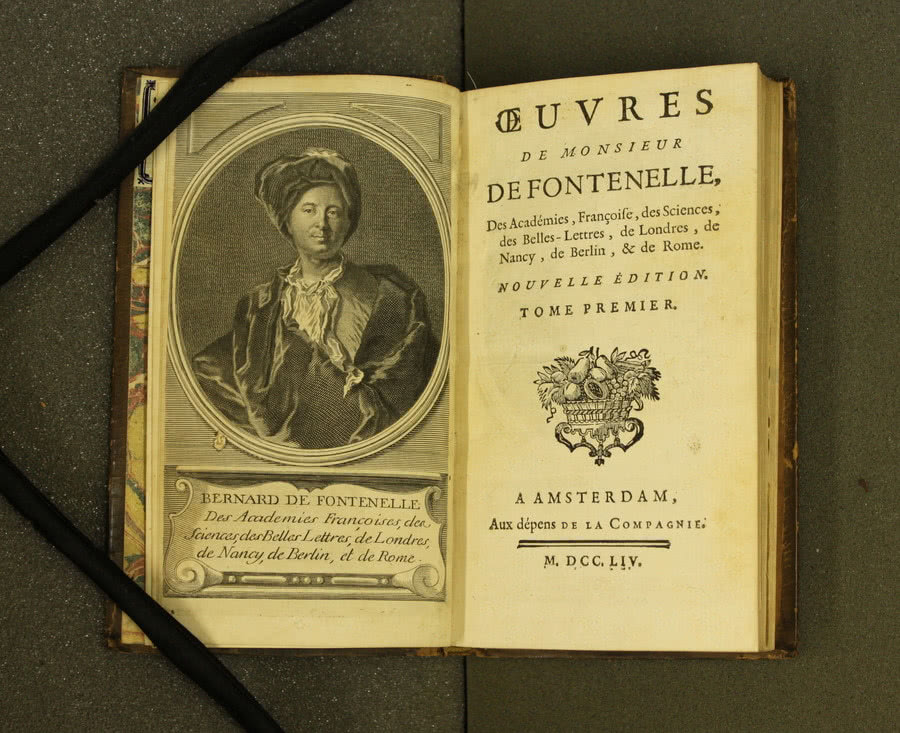 BERNARD DE FONTENELLE
Des Academies Françoises, des
Sciences, des Belles Lettres, de Londres,
de Nancy, de Berlin, et de Rome.
ŒUVRES
DE MONSIEUR
DE FONTENELLE,
Des Académies, Françoiſe, des Sciences,
des Belles-Lettres, de Londres, de
Nancy, de Berlin, & de Rome.
NOUVELLE ÉDITION.
TOME PREMIER.
A AMSTERDAM,
Aux dépens DE LA COMPAGNIE.
M. DCC. LIV.